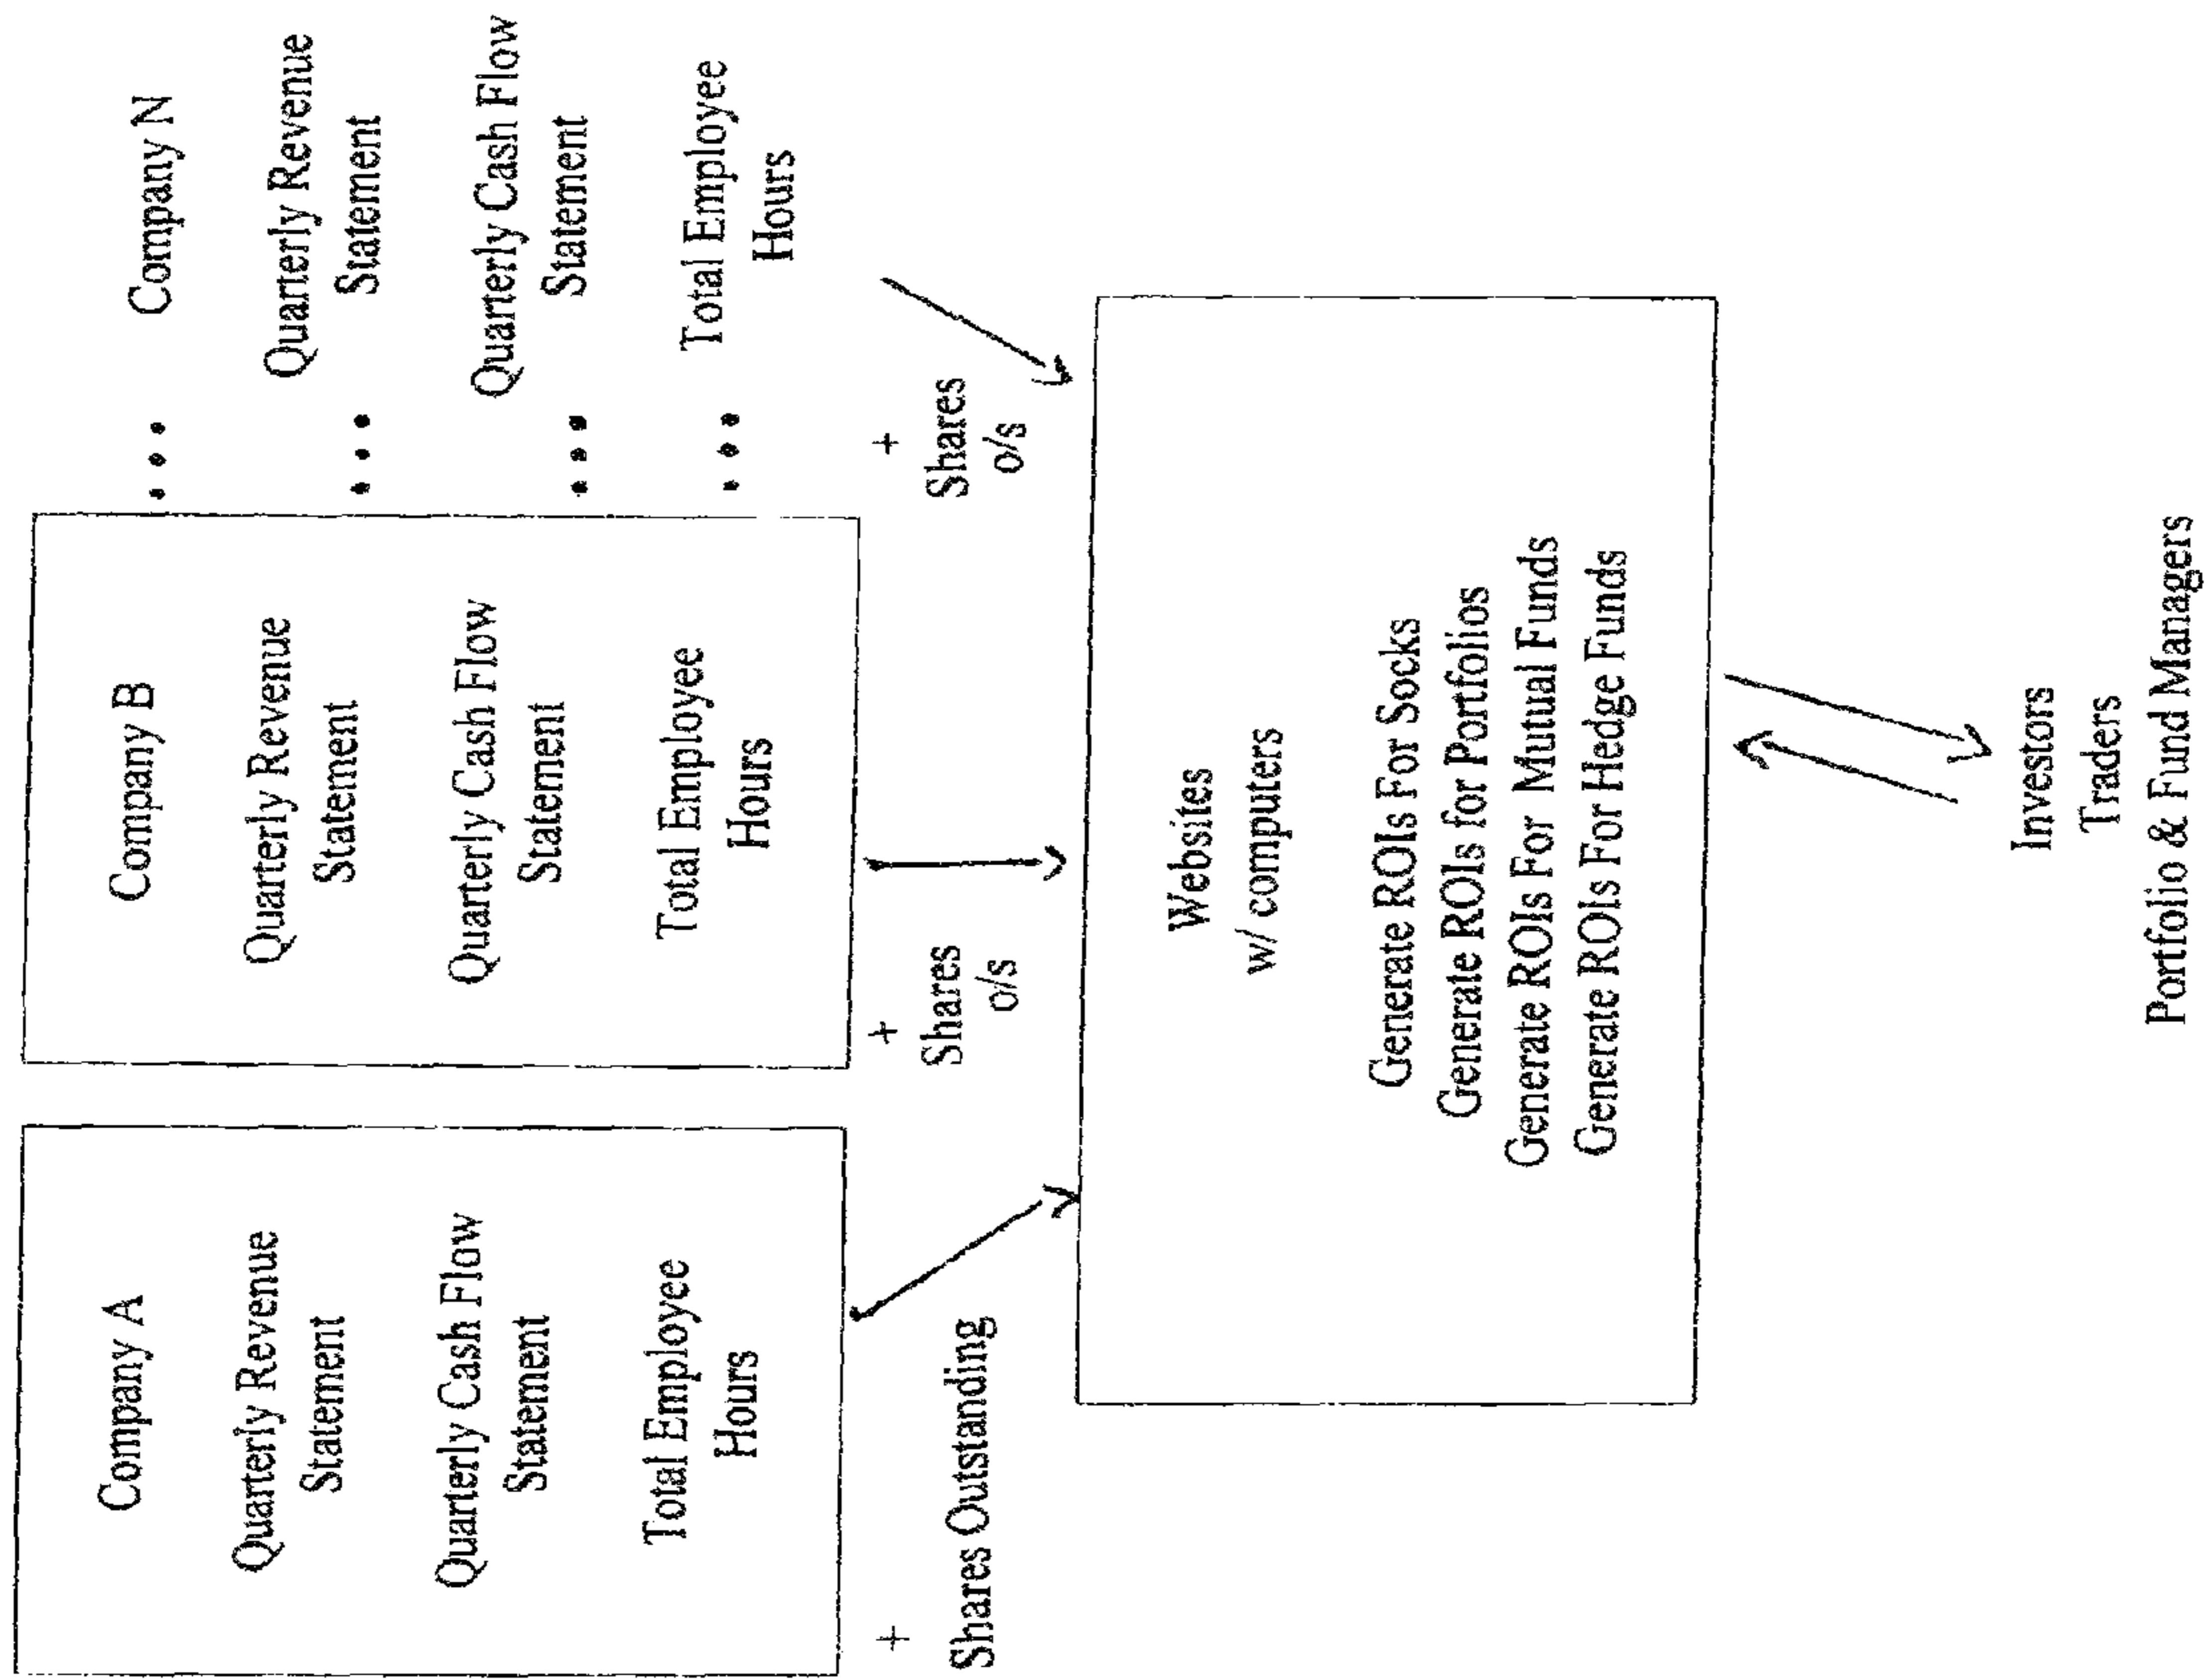 Company A
Quarterly Revenue
Statement
Quarterly Cash Flow
Statement
Total Employee
Hours
+
Shares Outstanding
Company B
Quarterly Revenue
Statement
Quarterly Cash Flow
Statement
Total Employee
Hours
+
Shares
o/s
• • •
Company N
• • •
Quarterly Revenue
Statement
• • •
Quarterly Cash Flow
Statement
• • •
Total Employee
Hours
+
Shares
o/s
Websites
w/ computers
Generate ROIs For Socks
Generate ROIs for Portfolios
Generate ROIs For Mutual Funds
Generate ROIs For Hedge Funds
Investors
Traders
Portfolio & Fund Managers